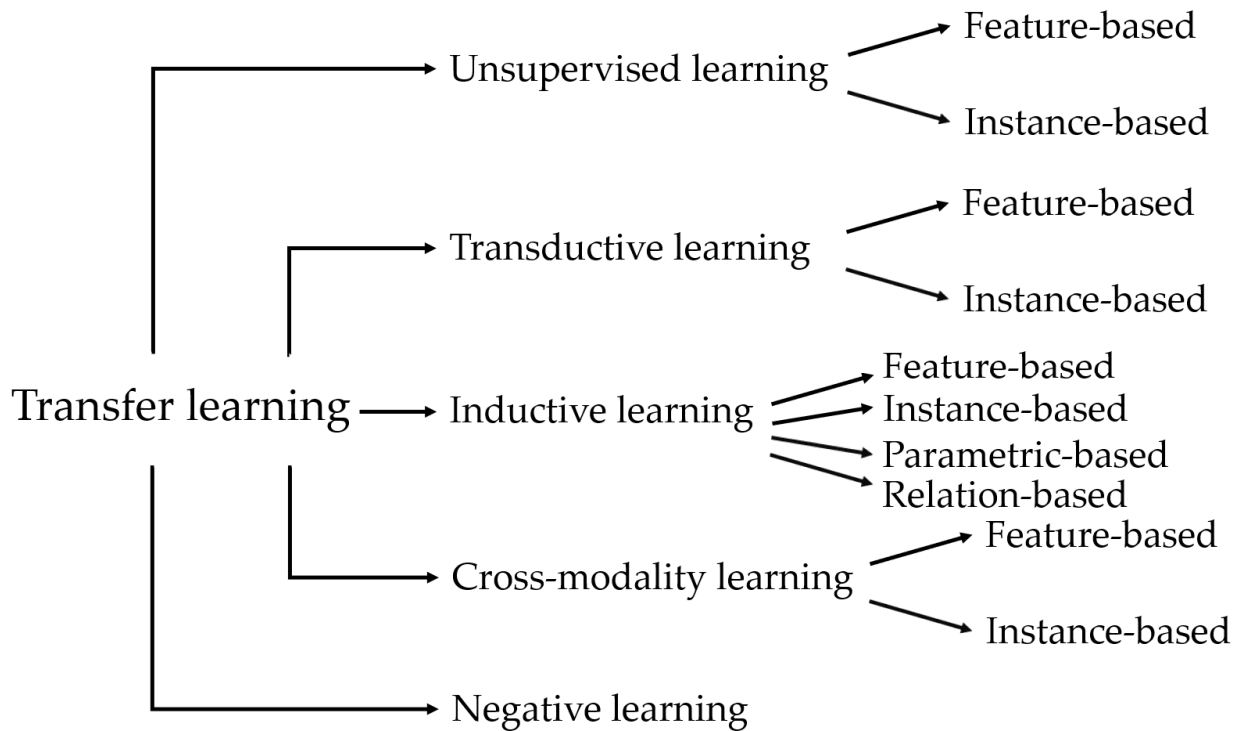 Feature-based
Unsupervised learning
Instance-based
Feature-based
Transductive learning
Instance-based
Transfer learning
Inductive learning
Feature-based
Instance-based
Parametric-based
Relation-based
Feature-based
Cross-modality learning
Instance-based
Negative learning